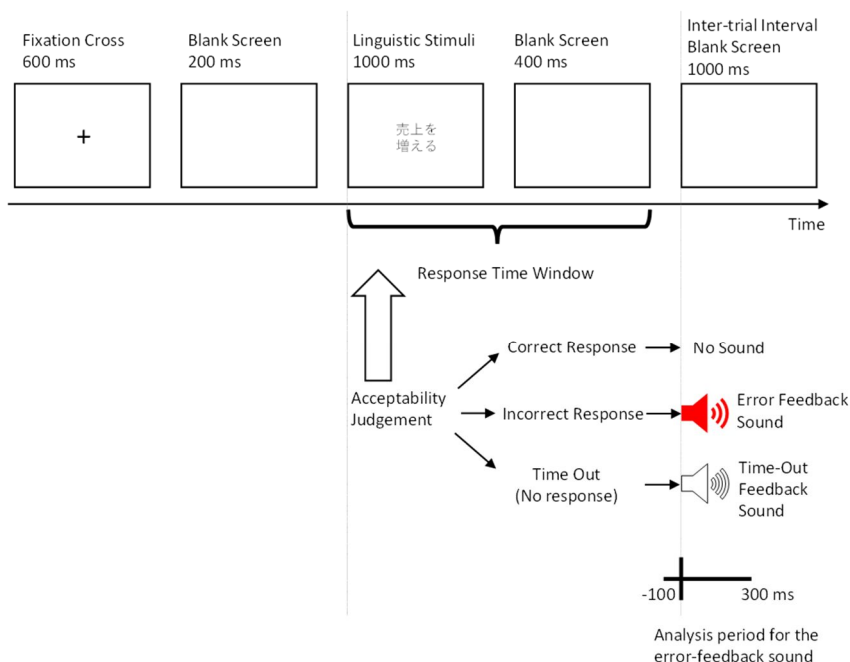 Fixation Cross
600 ms
Blank Screen
200 ms
Linguistic Stimuli
1000 ms
Blank Screen
400 ms
Inter-trial Interval
Blank Screen
1000 ms
+
売上を
増える
Time
Response Time Window
Acceptability
Judgement
Correct Response
No Sound
Incorrect Response
Error Feedback
Sound
Time Out
(No response)
Time-Out
Feedback
Sound
-100
300 ms
Analysis period for the
error-feedback sound